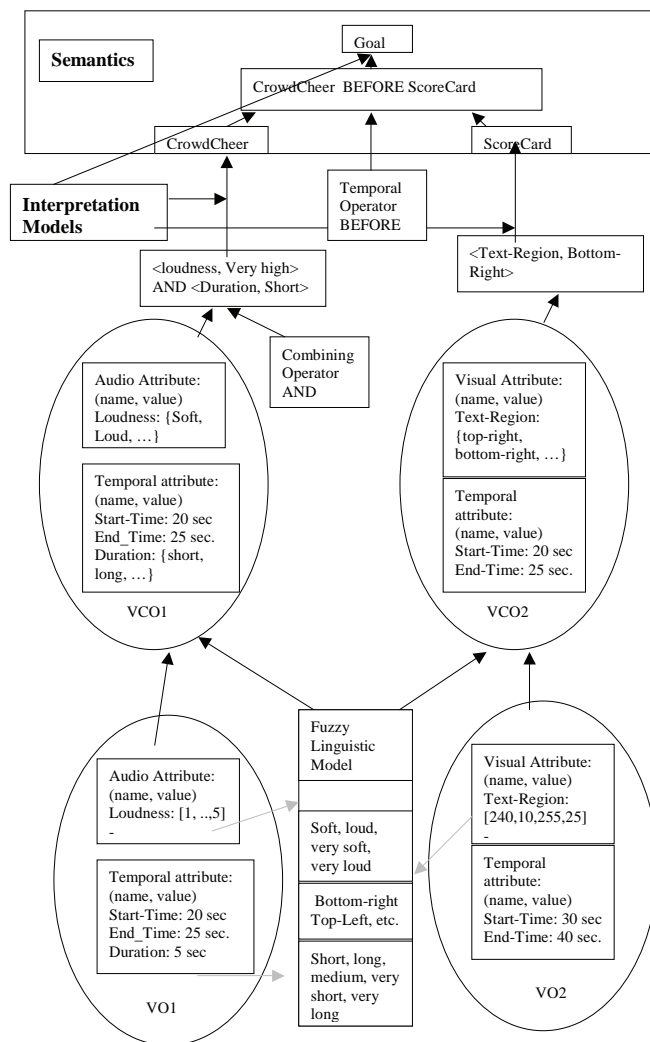 Goal
Semantics
CrowdCheer BEFORE ScoreCard
CrowdCheer
ScoreCard
Interpretation
Models
Temporal
Operator
BEFORE
<loudness, Very high>
AND <Duration, Short>
<Text-Region, Bottom-
Right>
Combining
Operator
AND
Audio Attribute:
(name, value)
Loudness: {Soft,
Loud, …}
Temporal attribute:
(name, value)
Start-Time: 20 sec
End_Time: 25 sec.
Duration: {short,
long, …}
VCO1
Visual Attribute:
(name, value)
Text-Region:
{top-right,
bottom-right, …}
Temporal
attribute:
(name, value)
Start-Time: 20 sec
End-Time: 25 sec.
VCO2
Audio Attribute:
(name, value)
Loudness: [1, ..,5]
-
Temporal attribute:
(name, value)
Start-Time: 20 sec
End_Time: 25 sec.
Duration: 5 sec
VO1
Fuzzy
Linguistic
Model
Soft, loud,
very soft,
very loud
Bottom-right
Top-Left, etc.
Short, long,
medium, very
short, very
long
Visual Attribute:
(name, value)
Text-Region:
[240,10,255,25]
-
Temporal
attribute:
(name, value)
Start-Time: 30 sec
End-Time: 40 sec.
VO2